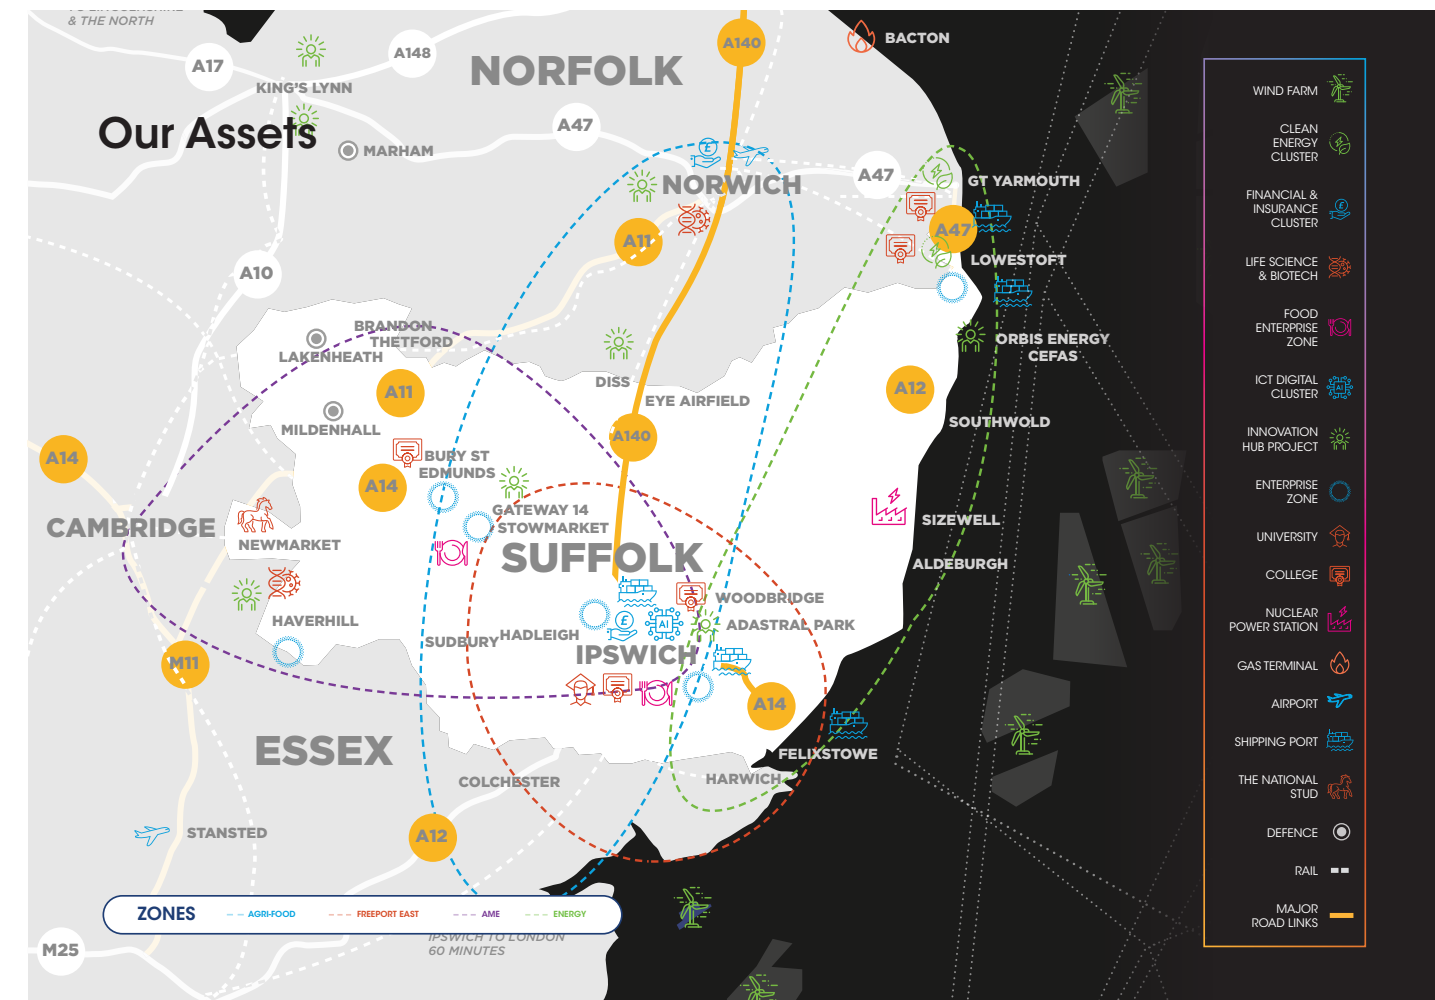 & THE NORTH
A17
A148
A140
BACTON
KING'S LYNN
NORFOLK
Our Assets
A47
MARHAM
NORWICH
A47
GT YARMOUTH
A11
A47
LOWESTOFT
A10
BRANDON
THETFORD
LAKENHEATH
ORBIS ENERGY
CEFAS
DISS
A11
EYE AIRFIELD
A12
MILDENHALL
SOUTHWOLD
A140
A14
BURY ST
EDMUNDS
A14
GATEWAY 14
STOWMARKET
CAMBRIDGE
NEWMARKET
SUFFOLK
SIZEWELL
ALDEBURGH
WOODBRIDGE
HAVERHILL
ADASTRAL PARK
AI
£
SUDBURY
HADLEIGH
IPSWICH
M11
A14
ESSEX
FELIXSTOWE
COLCHESTER
HARWICH
STANSTED
A12
ZONES
AGRI-FOOD
FREEPORT EAST
AME
ENERGY
IPSWICH TO LONDON
60 MINUTES
M25
WIND FARM
CLEAN
ENERGY
CLUSTER
FINANCIAL &
INSURANCE
CLUSTER
£
LIFE SCIENCE
& BIOTECH
FOOD
ENTERPRISE
ZONE
ICT DIGITAL
CLUSTER
AI
INNOVATION
HUB PROJECT
ENTERPRISE
ZONE
UNIVERSITY
COLLEGE
NUCLEAR
POWER STATION
GAS TERMINAL
AIRPORT
SHIPPING PORT
THE NATIONAL
STUD
DEFENCE
RAIL
MAJOR
ROAD LINKS